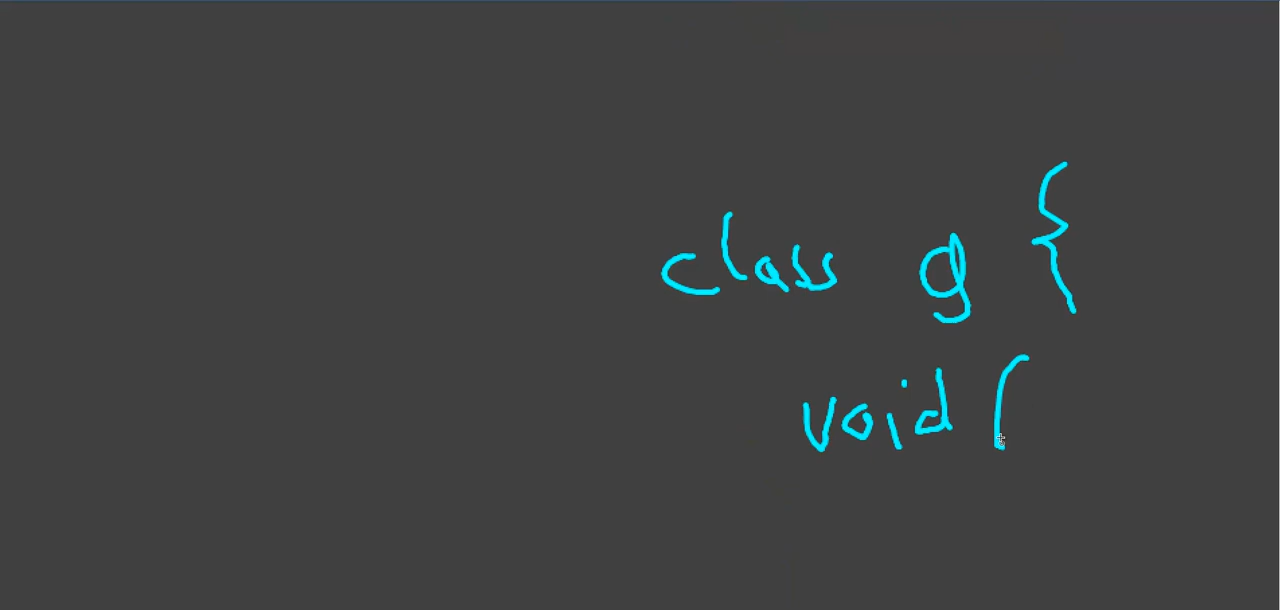 class g {
void (